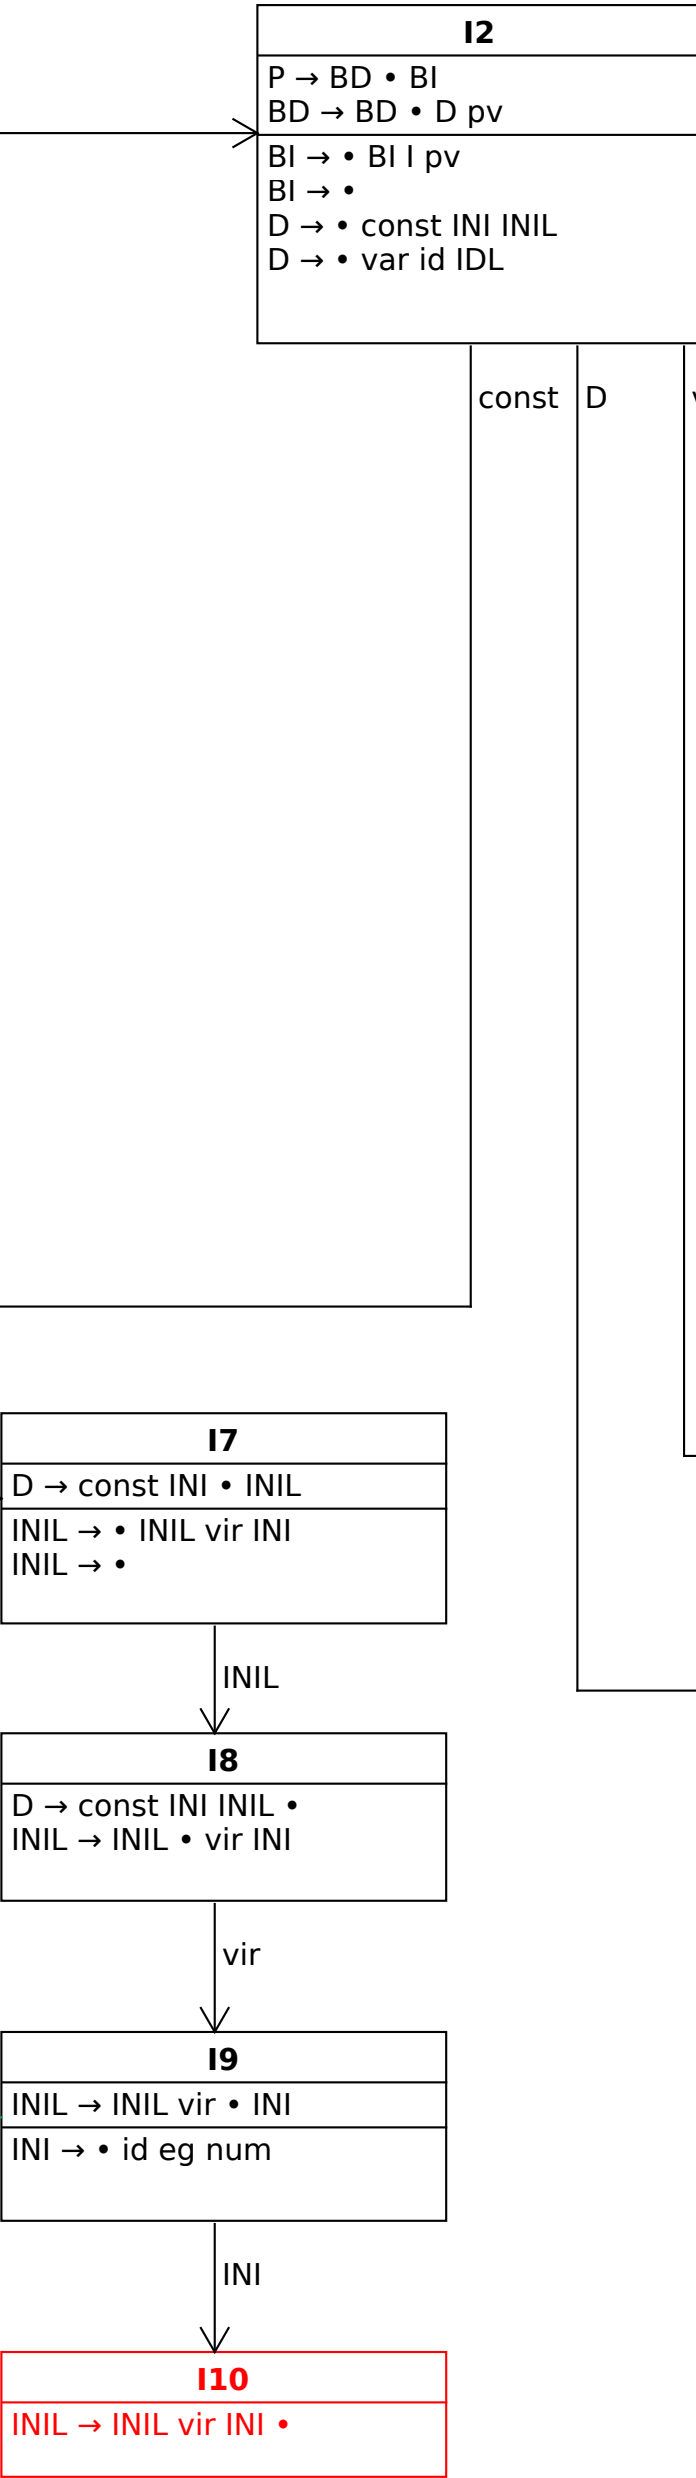 I2
P → BD • BI
BD → BD • D pv
BI → • BI I pv
BI → •
D → • const INI INIL
D → • var id IDL
const
D
I7
D → const INI • INIL
INIL → • INIL vir INI
INIL → •
INIL
I8
D → const INI INIL •
INIL → INIL • vir INI
vir
I9
INIL → INIL vir • INI
INI → • id eg num
INI
I10
INIL → INIL vir INI •